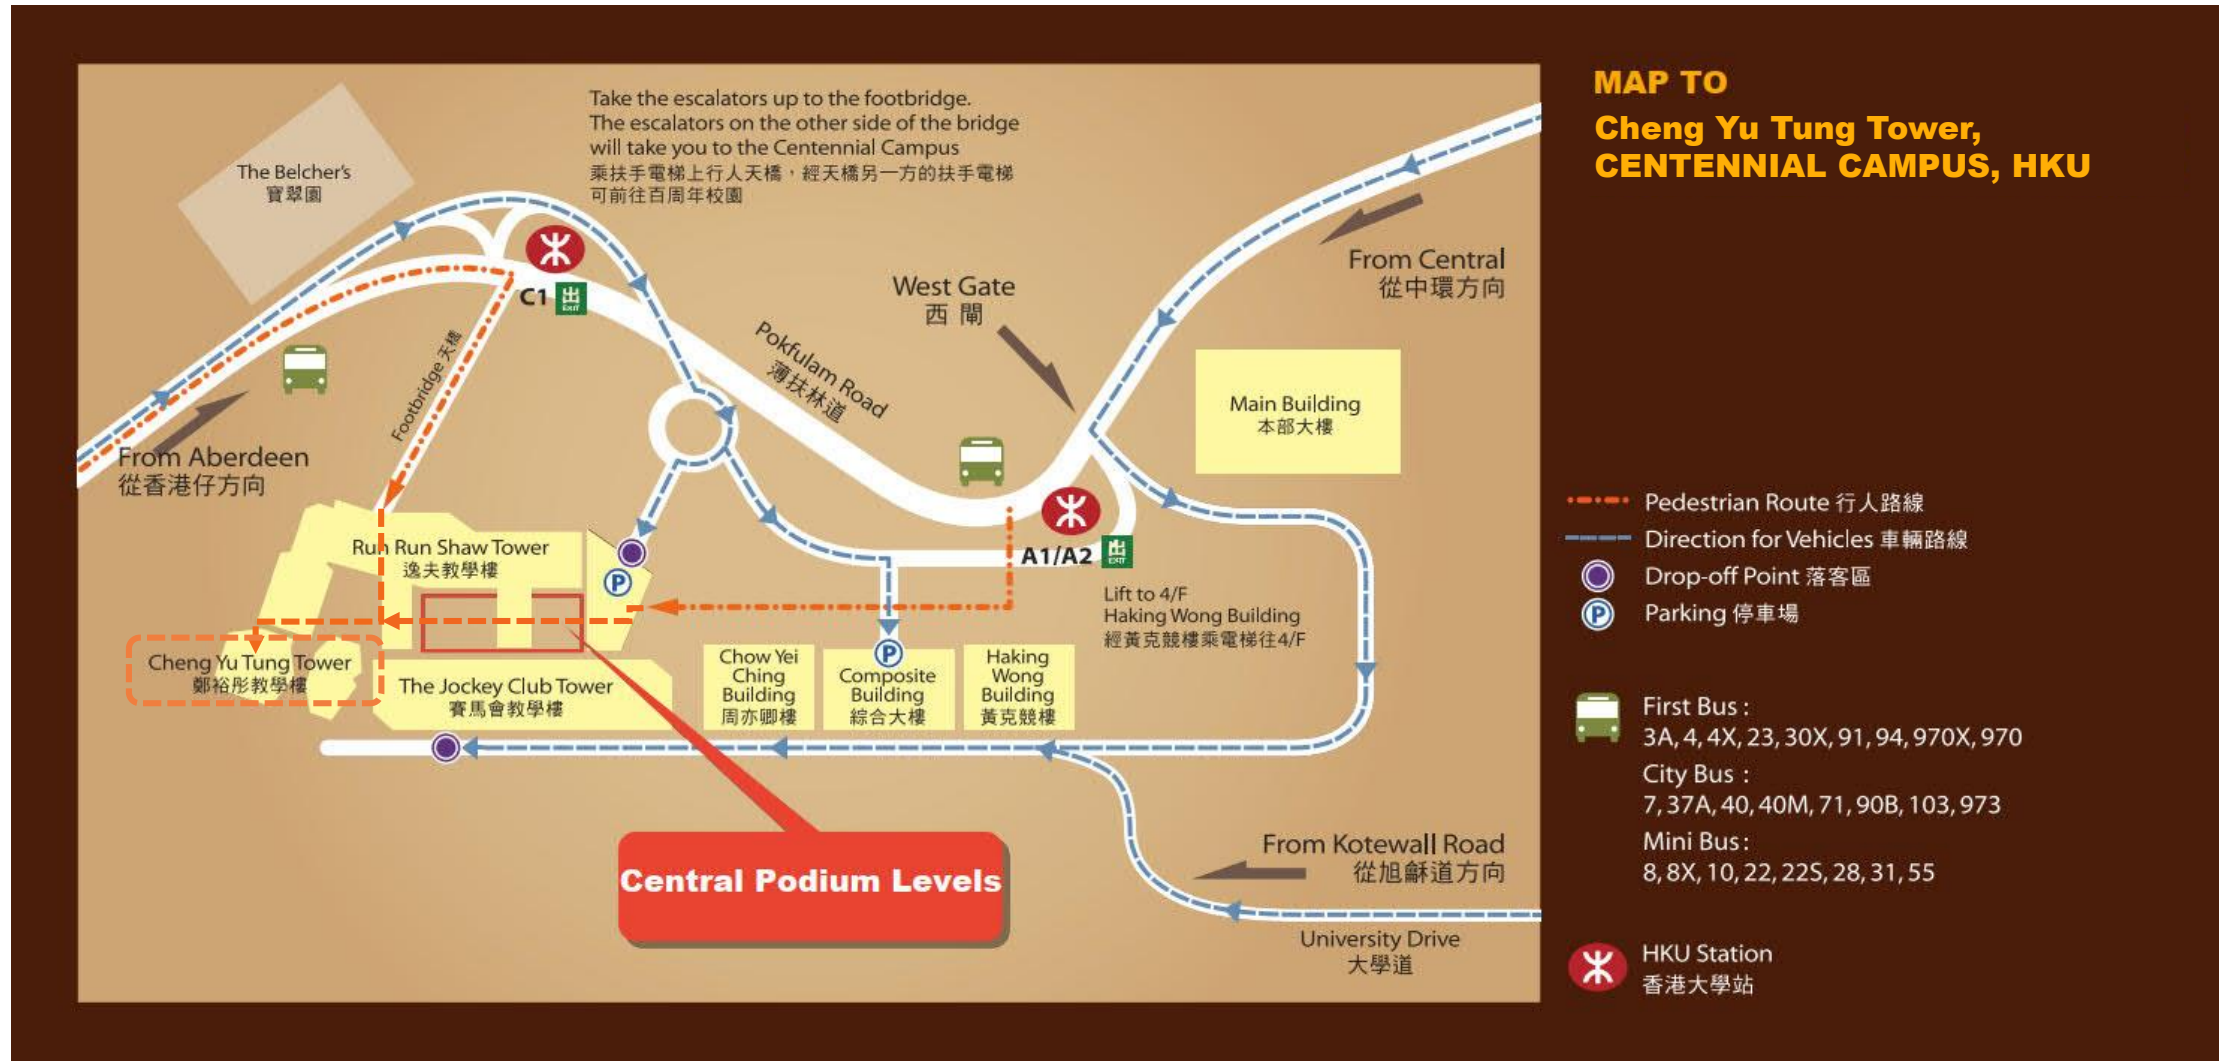 MAP TO
Cheng Yu Tung Tower,
CENTENNIAL CAMPUS, HKU
Take the escalators up to the footbridge.
The escalators on the other side of the bridge
will take you to the Centennial Campus
乘扶手電梯上行人天橋，經天橋另一方的扶手電梯
可前往百周年校園
The Belcher's
寶翠園
From Central
從中環方向
West Gate
西閘
C1 出
EXIT
Pokfulam Road
薄扶林道
Footbridge 天橋
Main Building
本部大樓
From Aberdeen
從香港仔方向
Run Run Shaw Tower
逸夫教學樓
P
A1/A2 出
EXIT
Lift to 4/F
Haking Wong Building
經黃克競樓乘電梯往4/F
Cheng Yu Tung Tower
鄭裕彤教學樓
The Jockey Club Tower
賽馬會教學樓
Chow Yei
Ching
Building
周亦卿樓
P
Composite
Building
綜合大樓
Haking
Wong
Building
黃克競樓
Central Podium Levels
From Kotewall Road
從旭龢道方向
University Drive
大學道
Pedestrian Route 行人路線
Direction for Vehicles 車輛路線
Drop-off Point 落客區
P Parking 停車場
First Bus :
3A, 4, 4X, 23, 30X, 91, 94, 970X, 970
City Bus :
7, 37A, 40, 40M, 71, 90B, 103, 973
Mini Bus :
8, 8X, 10, 22, 22S, 28, 31, 55
HKU Station
香港大學站